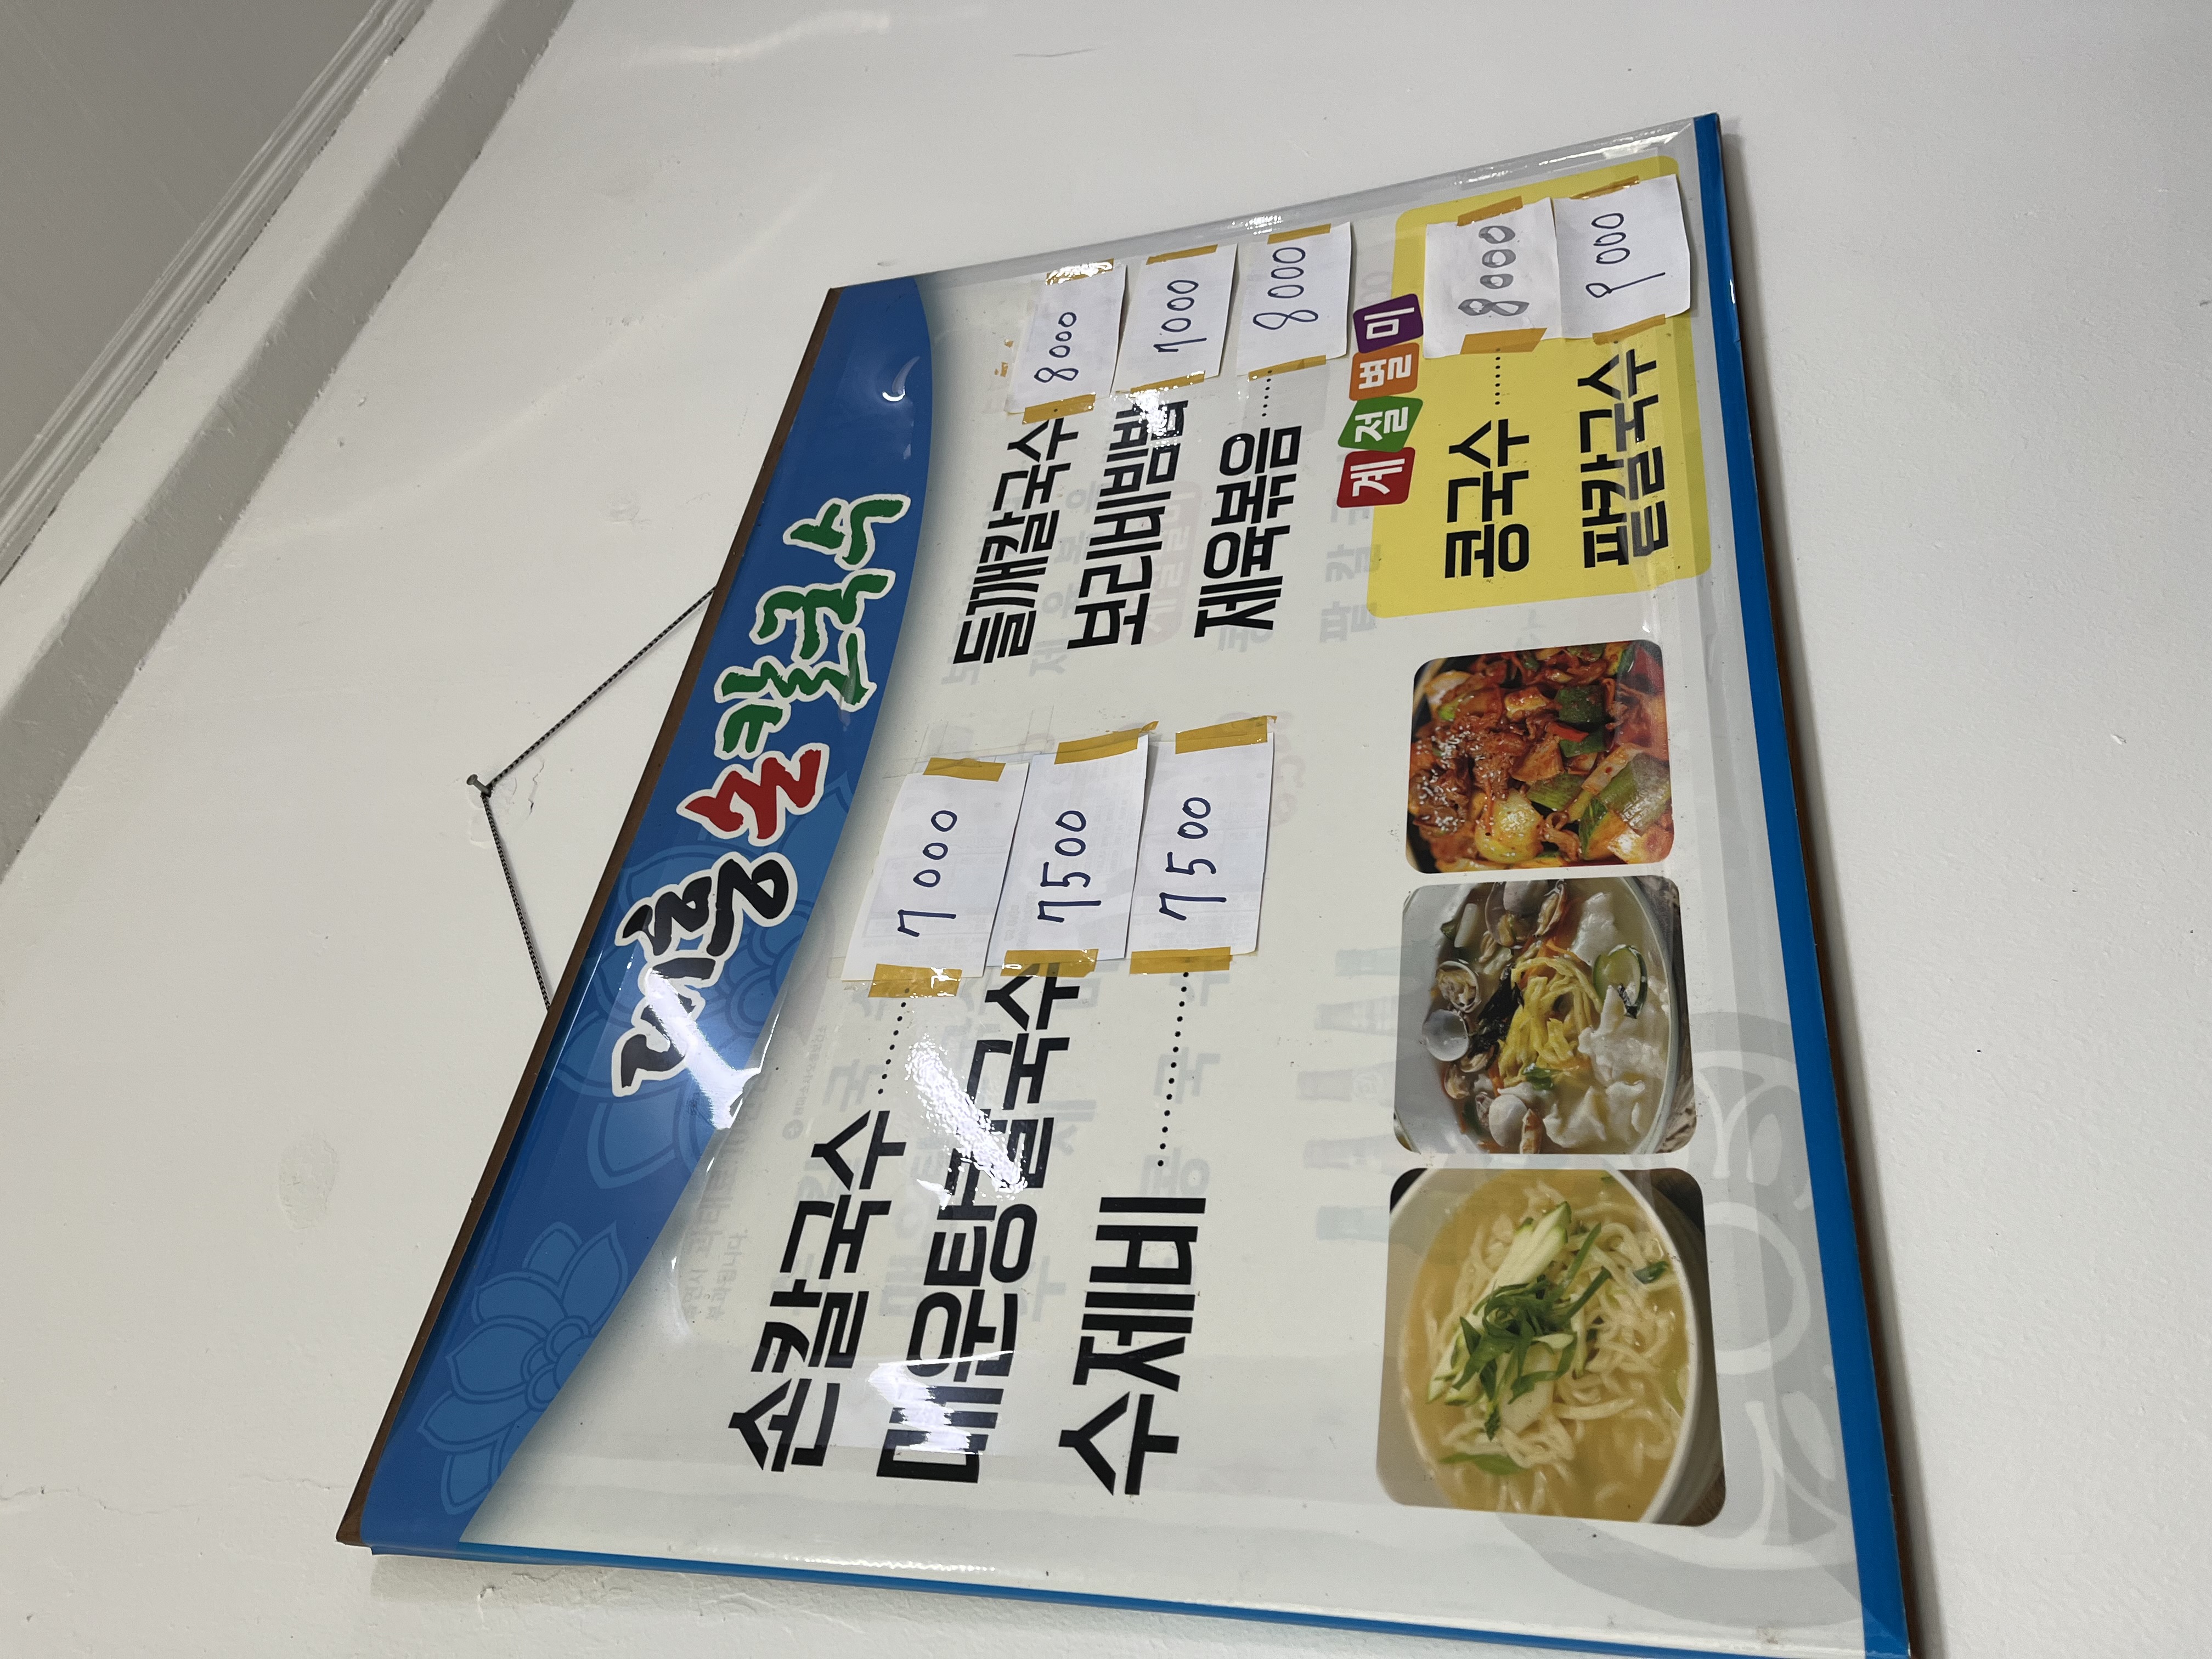 대흥 손칼국수
손칼국수 ........ 7000
매운탕칼국수 7500
수제비 ............... 7500
들깨칼국수 8000
보리비빔밥 7000
제육볶음 ...... 8000
계절별미
콩국수 ....... 8000
팥칼국수 9000